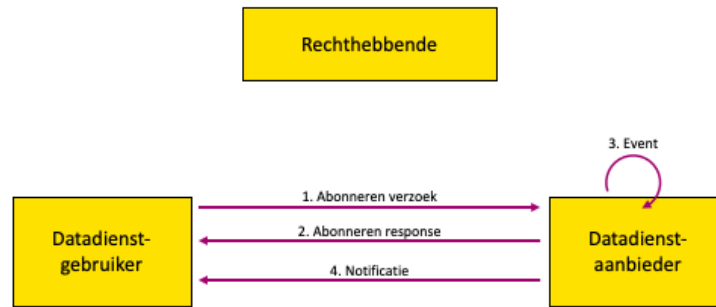 Rechthebbende
3. Event
1. Abonneren verzoek
2. Abonneren response
4. Notificatie
Datadienst-
gebruiker
Datadienst-
aanbieder